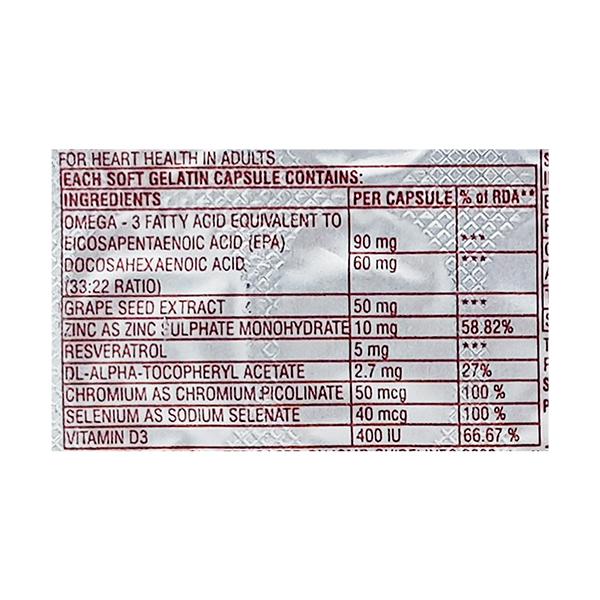 FOR HEART HEALTH IN ADULTS
EACH SOFT GELATIN CAPSULE CONTAINS:
INGREDIENTS PER CAPSULE % of RDA**
OMEGA - 3 FATTY ACID EQUIVALENT TO
EICOSAPENTAENOIC ACID (EPA) 90 mg ***
DOCOSAHEXAENOIC ACID 60 mg ***
(33:22 RATIO)
GRAPE SEED EXTRACT 50 mg ***
ZINC AS ZINC SULPHATE MONOHYDRATE 10 mg 58.82%
RESVERATROL 5 mg ***
DL-ALPHA-TOCOPHERYL ACETATE 2.7 mg 27%
CHROMIUM AS CHROMIUM PICOLINATE 50 mcg 100 %
SELENIUM AS SODIUM SELENATE 40 mcg 100 %
VITAMIN D3 400 IU 66.67 %